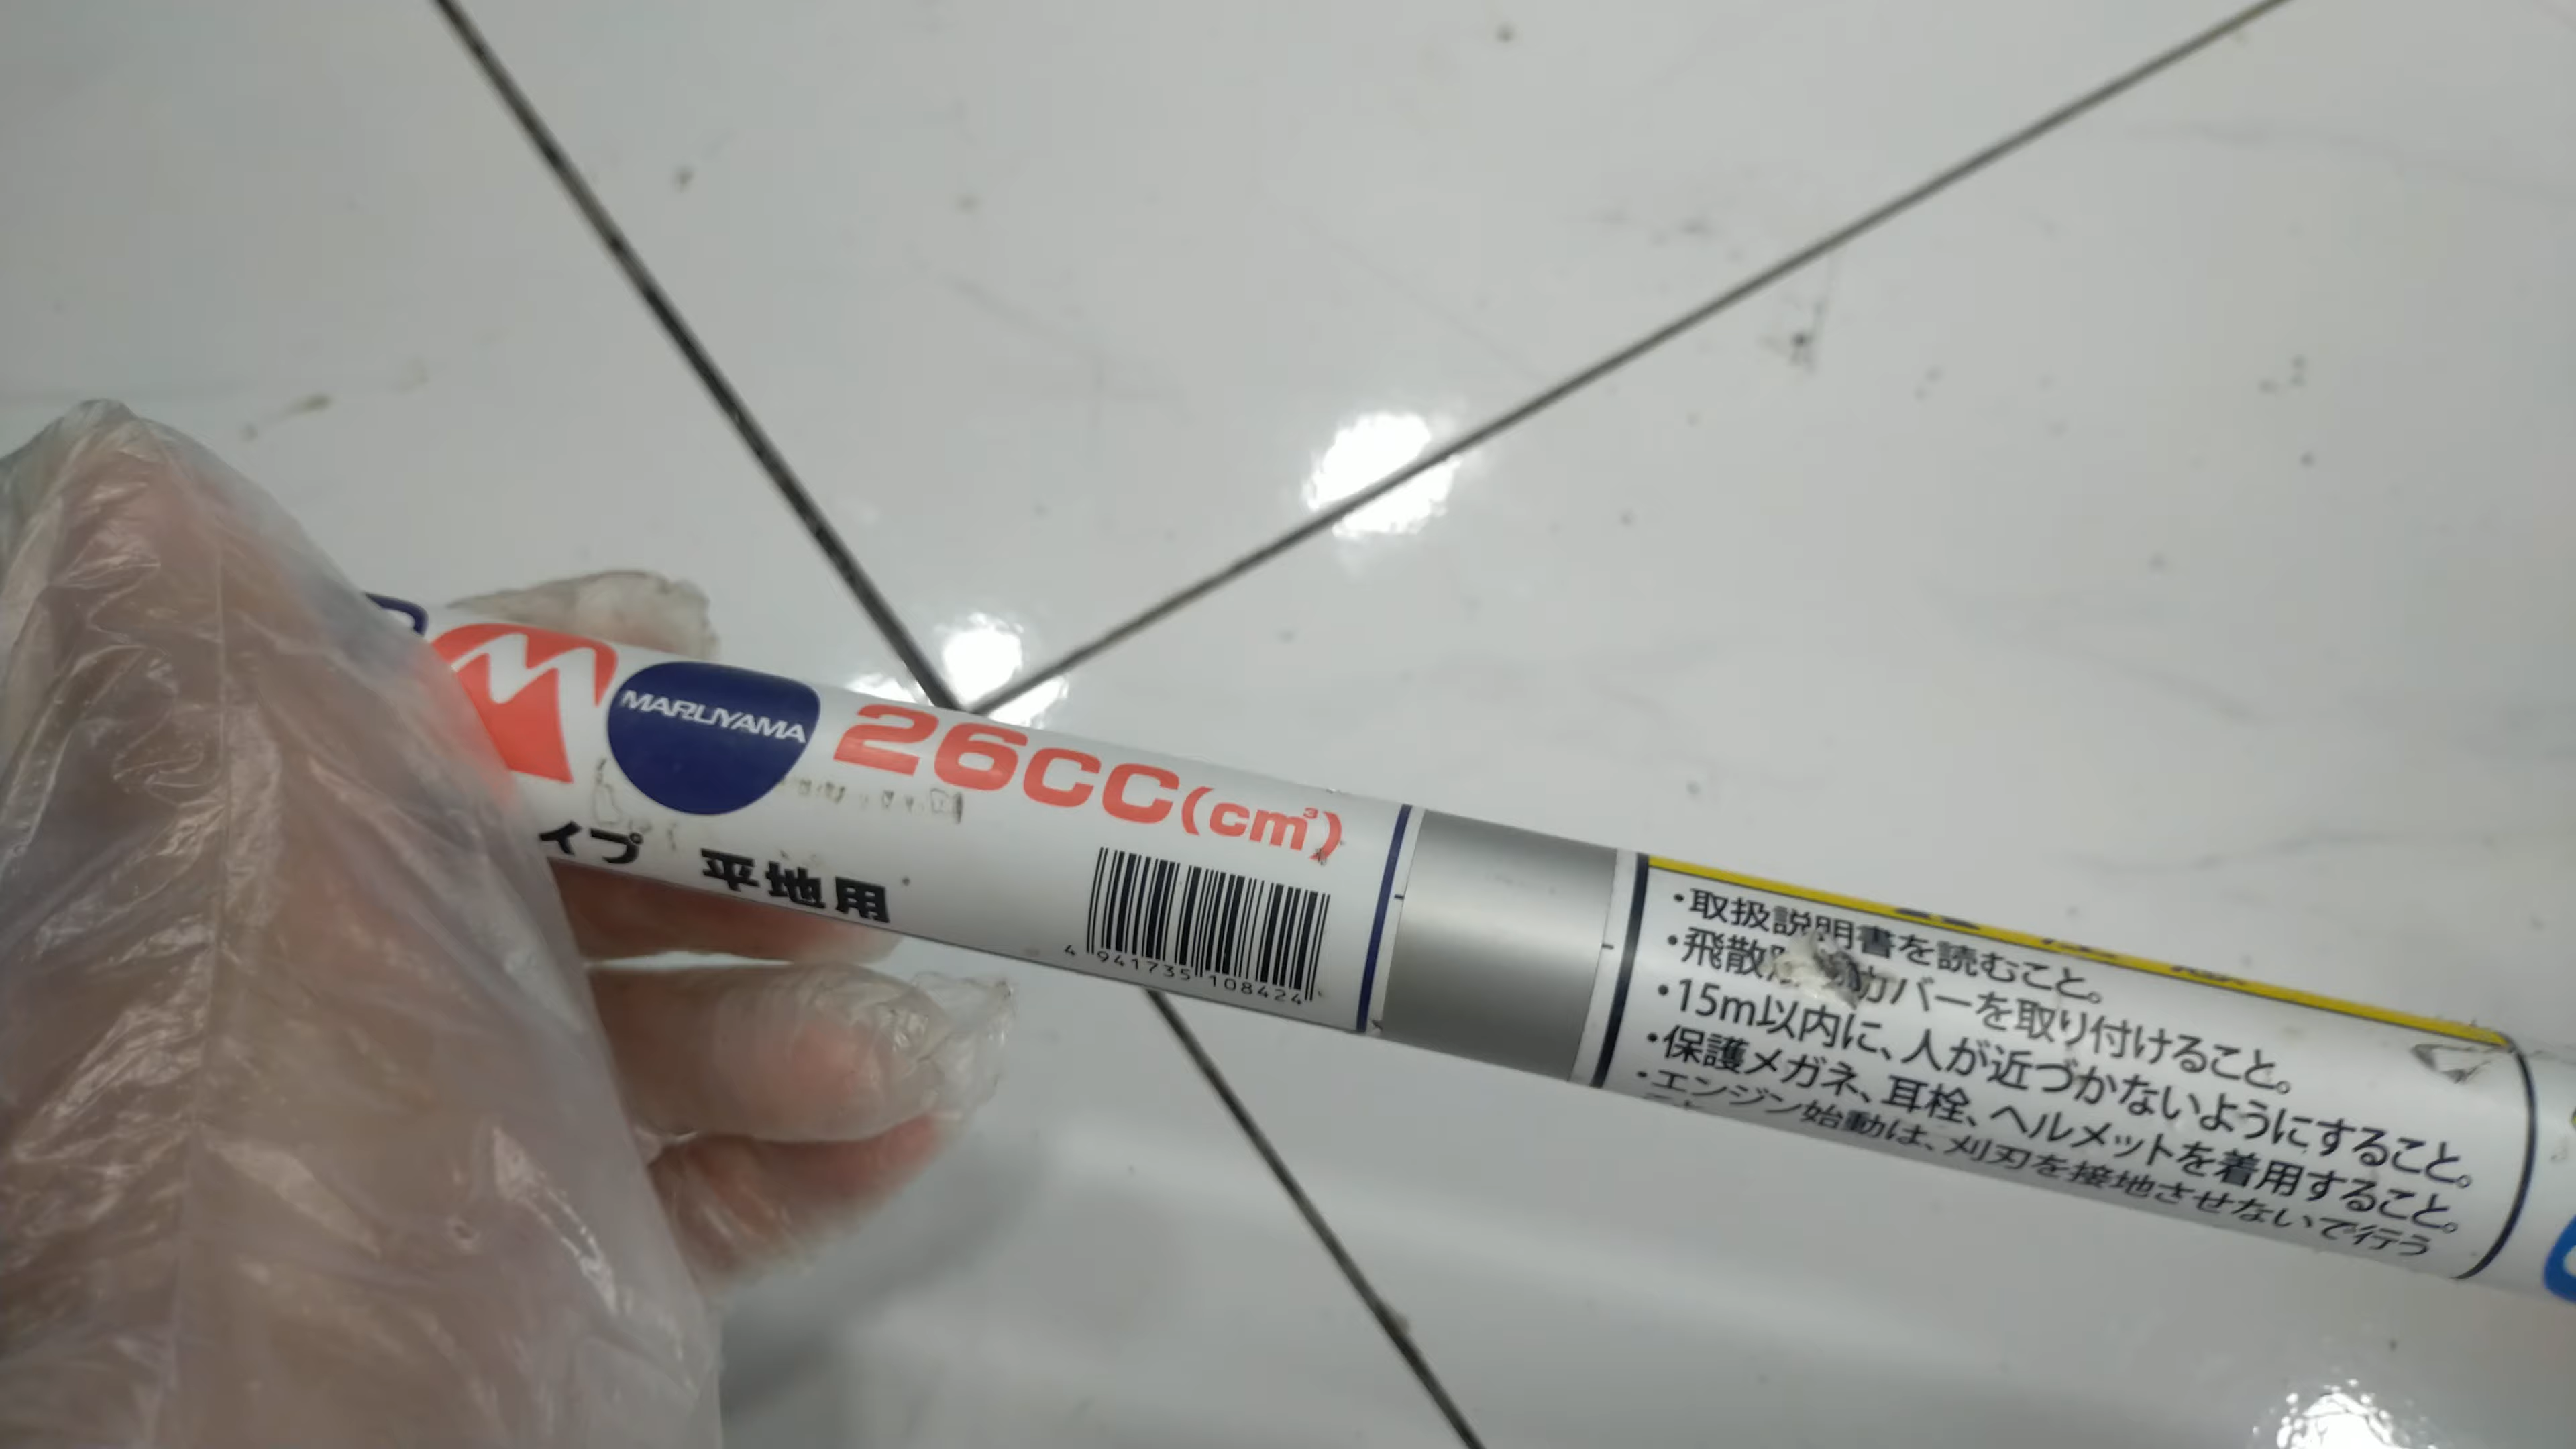 MARUYAMA
26CC(cm³)
イプ 平地用
4 941735 108424
・取扱説明書を読むこと。
・飛散 カバーを取り付けること。
・15m以内に、人が近づかないようにすること。
・保護メガネ、耳栓、ヘルメットを着用すること。
・エンジン始動は、刈刃を接地させないで行う